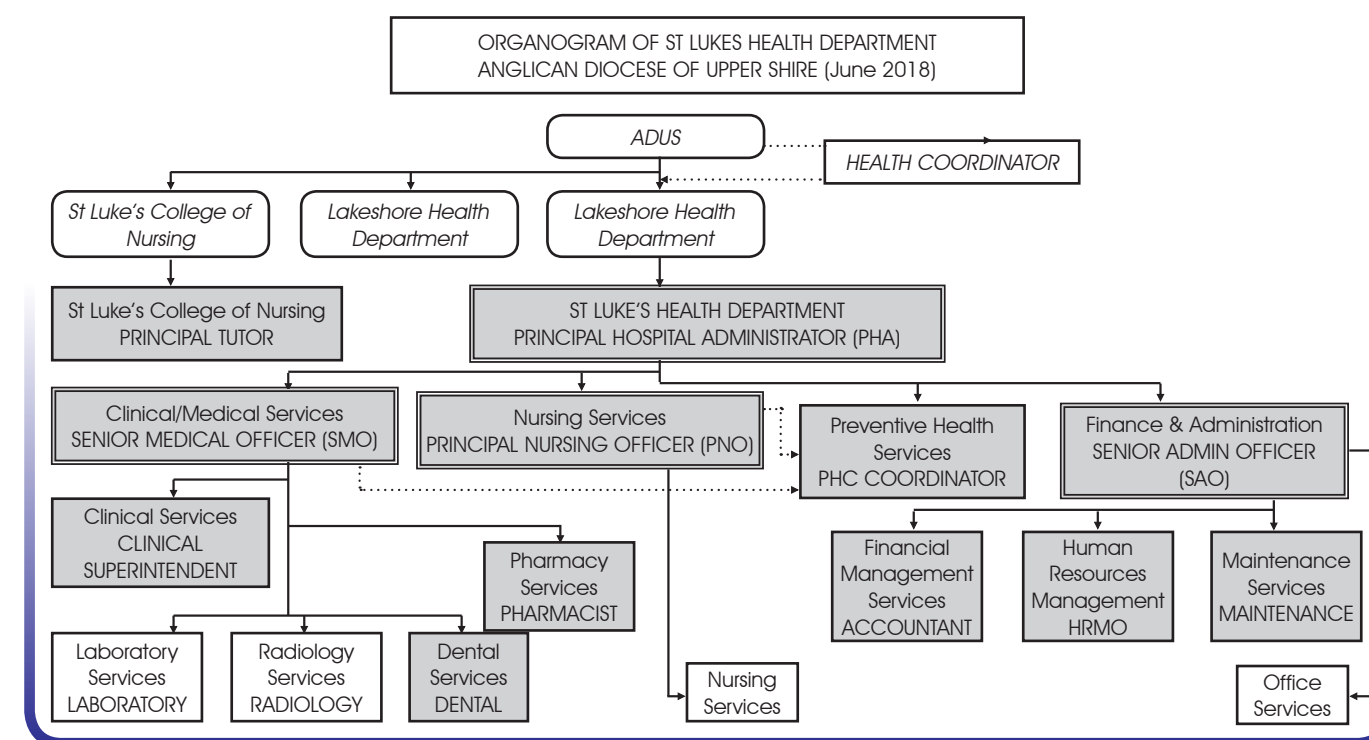 ORGANOGRAM OF ST LUKES HEALTH DEPARTMENT
ANGLICAN DIOCESE OF UPPER SHIRE (June 2018)
ADUS
HEALTH COORDINATOR
St Luke's College of
Nursing
Lakeshore Health
Department
Lakeshore Health
Department
St Luke's College of Nursing
PRINCIPAL TUTOR
ST LUKE'S HEALTH DEPARTMENT
PRINCIPAL HOSPITAL ADMINISTRATOR (PHA)
Clinical/Medical Services
SENIOR MEDICAL OFFICER (SMO)
Nursing Services
PRINCIPAL NURSING OFFICER (PNO)
Preventive Health
Services
PHC COORDINATOR
Finance & Administration
SENIOR ADMIN OFFICER
(SAO)
Clinical Services
CLINICAL
SUPERINTENDENT
Pharmacy
Services
PHARMACIST
Financial
Management
Services
ACCOUNTANT
Human
Resources
Management
HRMO
Maintenance
Services
MAINTENANCE
Laboratory
Services
LABORATORY
Radiology
Services
RADIOLOGY
Dental
Services
DENTAL
Nursing
Services
Office
Services